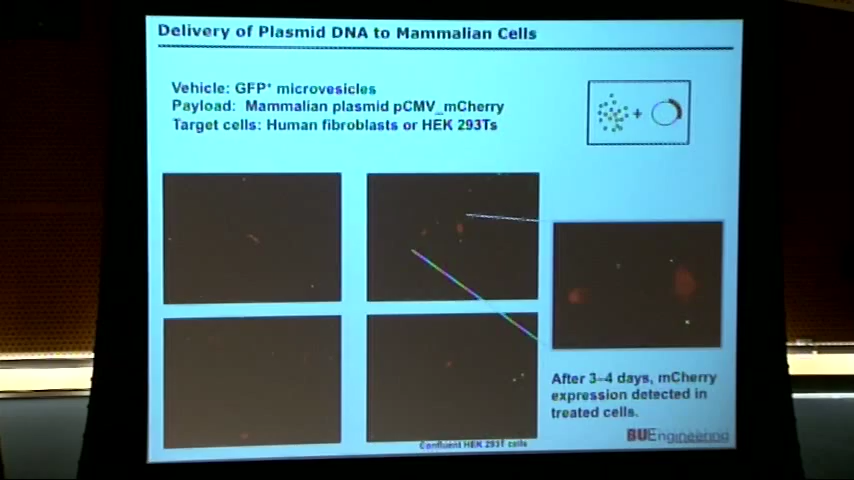 Delivery of Plasmid DNA to Mammalian Cells
Vehicle: GFP⁺ microvesicles
Payload: Mammalian plasmid pCMV_mCherry
Target cells: Human fibroblasts or HEK 293Ts
+
After 3–4 days, mCherry
expression detected in
treated cells.
BUEngineering
Confluent HEK 293T cells